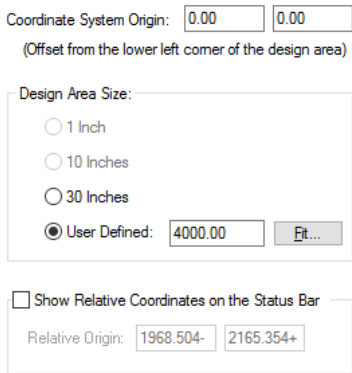 Coordinate System Origin: 0.00 0.00
(Offset from the lower left corner of the design area)
Design Area Size:
1 Inch
10 Inches
30 Inches
User Defined: 4000.00 Fit...
Show Relative Coordinates on the Status Bar
Relative Origin: 1968.504- 2165.354+